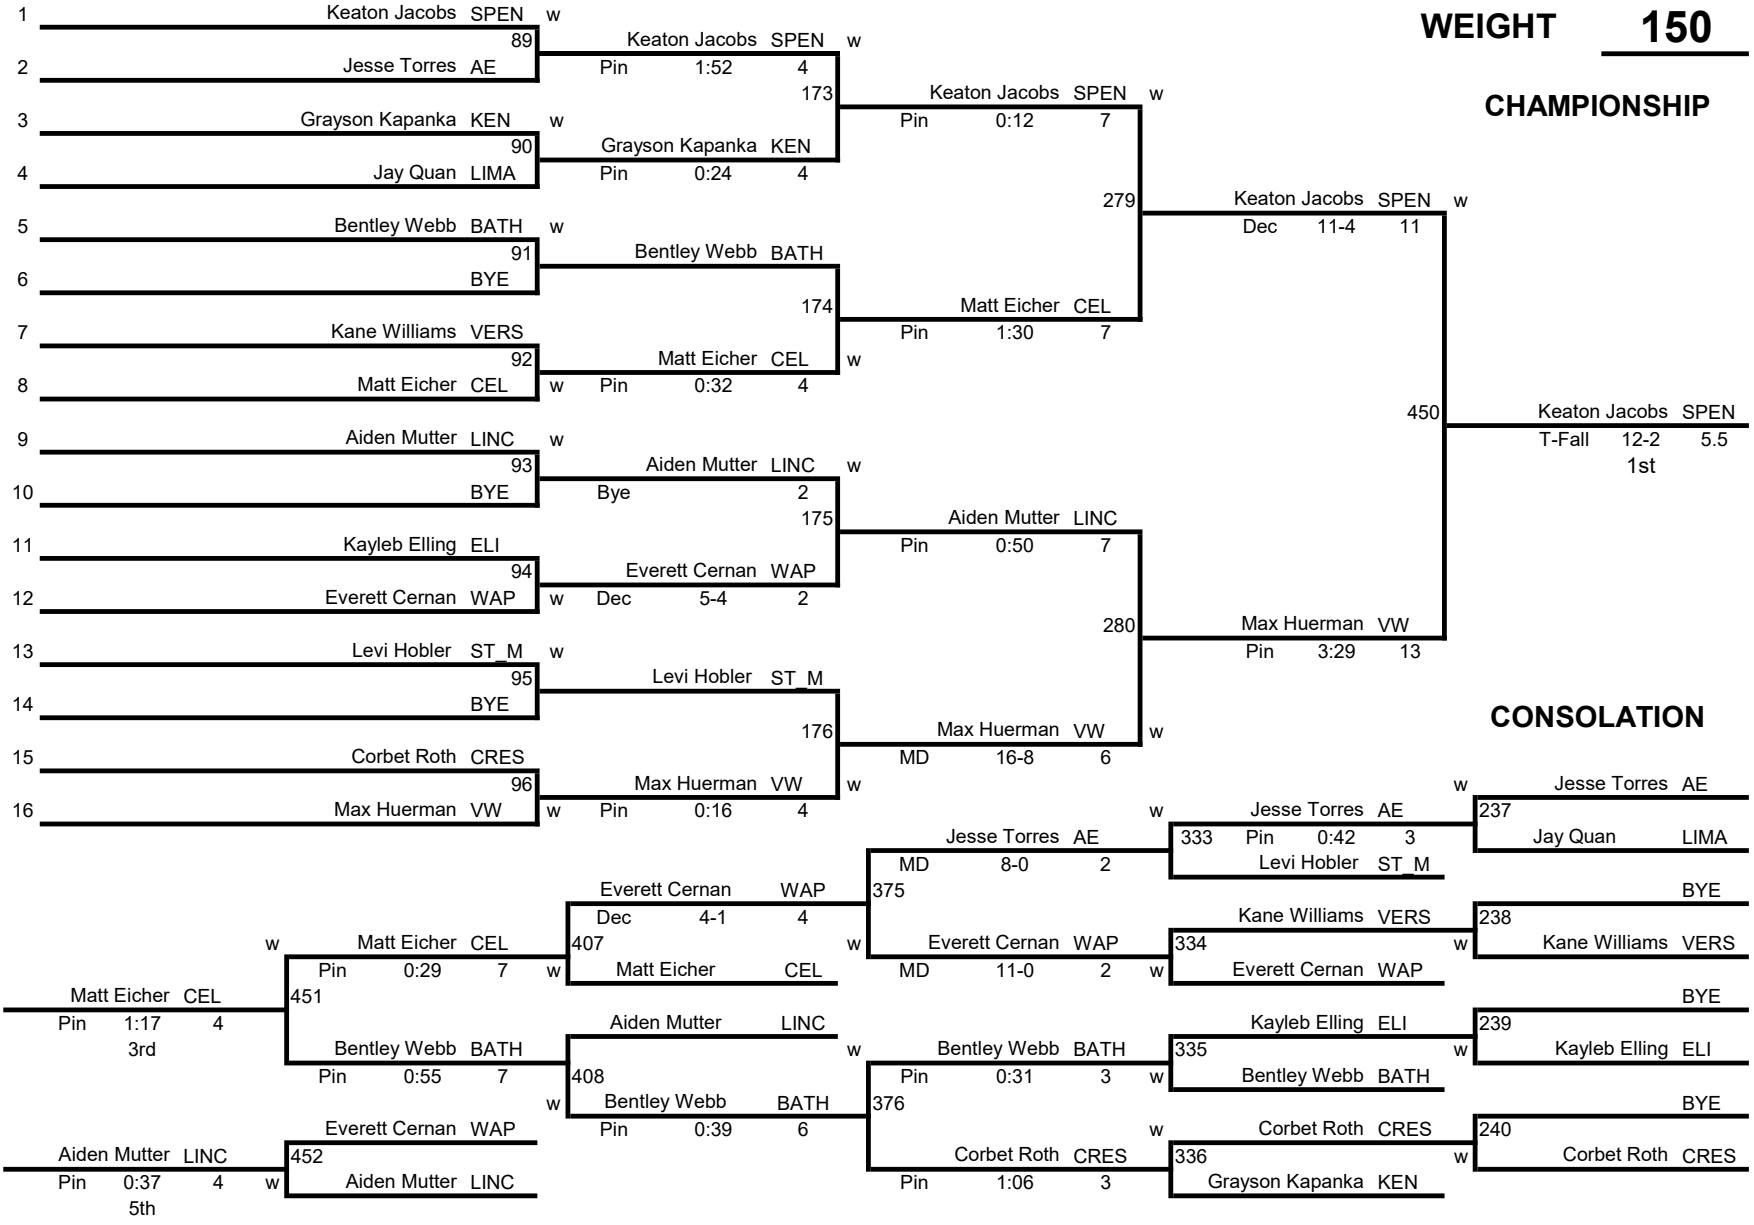 1 Keaton Jacobs SPEN w
WEIGHT 150
89 Keaton Jacobs SPEN w
2 Jesse Torres AE Pin 1:52 4
173 Keaton Jacobs SPEN w
CHAMPIONSHIP
3 Grayson Kapanka KEN w Pin 0:12 7
90 Grayson Kapanka KEN
4 Jay Quan LIMA Pin 0:24 4
279 Keaton Jacobs SPEN w
5 Bentley Webb BATH w Dec 11-4 11
91 Bentley Webb BATH
6 BYE
174 Matt Eicher CEL
7 Kane Williams VERS Pin 1:30 7
92 Matt Eicher CEL w
8 Matt Eicher CEL w Pin 0:32 4
450 Keaton Jacobs SPEN
9 Aiden Mutter LINC w T-Fall 12-2 5.5
93 Aiden Mutter LINC w 1st
10 BYE Bye 2
175 Aiden Mutter LINC
11 Kayleb Elling ELI Pin 0:50 7
94 Everett Cernan WAP
12 Everett Cernan WAP w Dec 5-4 2
280 Max Huerman VW
13 Levi Hobler ST_M w Pin 3:29 13
95 Levi Hobler ST_M
14 BYE
CONSOLATION
176 Max Huerman VW w
15 Corbet Roth CRES MD 16-8 6
96 Max Huerman VW w w Jesse Torres AE
16 Max Huerman VW w Pin 0:16 4 w Jesse Torres AE 237
Jesse Torres AE 333 Pin 0:42 3 Jay Quan LIMA
MD 8-0 2 Levi Hobler ST_M
Everett Cernan WAP 375 BYE
Dec 4-1 4 Kane Williams VERS 238
w Matt Eicher CEL 407 w Everett Cernan WAP 334 w Kane Williams VERS
Pin 0:29 7 w Matt Eicher CEL MD 11-0 2 w Everett Cernan WAP
Matt Eicher CEL 451 BYE
Pin 1:17 4 Aiden Mutter LINC Kayleb Elling ELI 239
3rd Bentley Webb BATH w Bentley Webb BATH 335 w Kayleb Elling ELI
Pin 0:55 7 408 Pin 0:31 3 w Bentley Webb BATH
w Bentley Webb BATH 376 BYE
Everett Cernan WAP Pin 0:39 6 w Corbet Roth CRES 240
Aiden Mutter LINC 452 Corbet Roth CRES 336 w Corbet Roth CRES
Pin 0:37 4 w Aiden Mutter LINC Pin 1:06 3 Grayson Kapanka KEN
5th